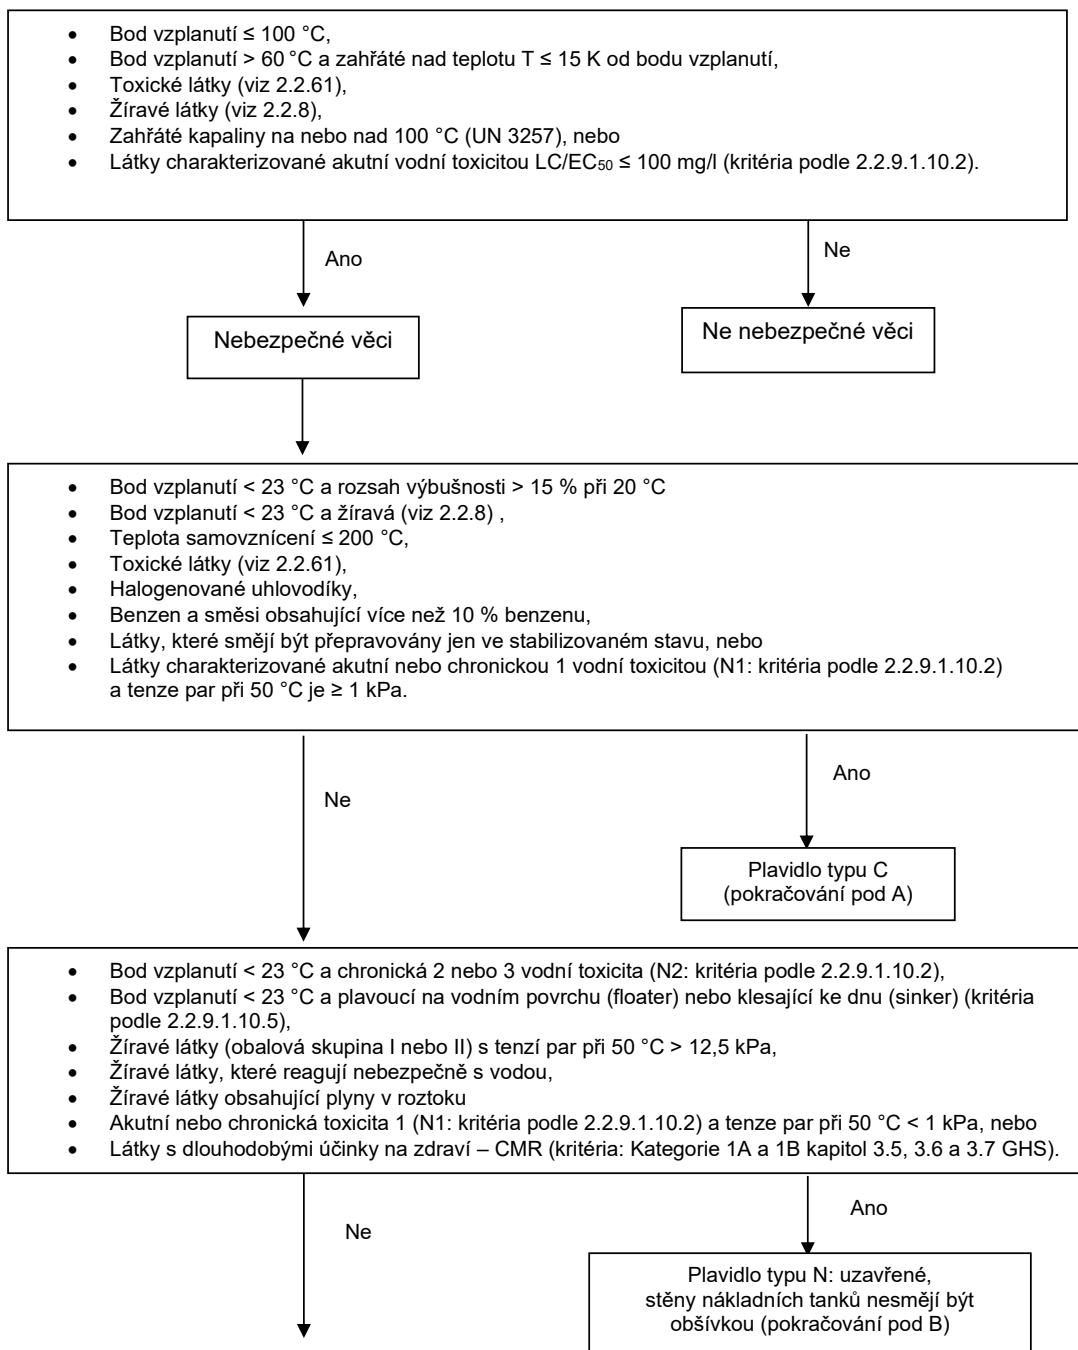 • Bod vzplanutí ≤ 100 °C,
• Bod vzplanutí > 60 °C a zahřáté nad teplotu T ≤ 15 K od bodu vzplanutí,
• Toxické látky (viz 2.2.61),
• Žíravé látky (viz 2.2.8),
• Zahřáté kapaliny na nebo nad 100 °C (UN 3257), nebo
• Látky charakterizované akutní vodní toxicitou LC/EC₅₀ ≤ 100 mg/l (kritéria podle 2.2.9.1.10.2).
Ano
Ne
Nebezpečné věci
Ne nebezpečné věci
• Bod vzplanutí < 23 °C a rozsah výbušnosti > 15 % při 20 °C
• Bod vzplanutí < 23 °C a žíravá (viz 2.2.8) ,
• Teplota samovznícení ≤ 200 °C,
• Toxické látky (viz 2.2.61),
• Halogenované uhlovodíky,
• Benzen a směsi obsahující více než 10 % benzenu,
• Látky, které smějí být přepravovány jen ve stabilizovaném stavu, nebo
• Látky charakterizované akutní nebo chronickou 1 vodní toxicitou (N1: kritéria podle 2.2.9.1.10.2)
a tenze par při 50 °C je ≥ 1 kPa.
Ne
Ano
Plavidlo typu C
(pokračování pod A)
• Bod vzplanutí < 23 °C a chronická 2 nebo 3 vodní toxicita (N2: kritéria podle 2.2.9.1.10.2),
• Bod vzplanutí < 23 °C a plavoucí na vodním povrchu (floater) nebo klesající ke dnu (sinker) (kritéria
podle 2.2.9.1.10.5),
• Žíravé látky (obalová skupina I nebo II) s tenzí par při 50 °C > 12,5 kPa,
• Žíravé látky, které reagují nebezpečně s vodou,
• Žíravé látky obsahující plyny v roztoku
• Akutní nebo chronická toxicita 1 (N1: kritéria podle 2.2.9.1.10.2) a tenze par při 50 °C < 1 kPa, nebo
• Látky s dlouhodobými účinky na zdraví – CMR (kritéria: Kategorie 1A a 1B kapitol 3.5, 3.6 a 3.7 GHS).
Ne
Ano
Plavidlo typu N: uzavřené,
stěny nákladních tanků nesmějí být
obšívkou (pokračování pod B)